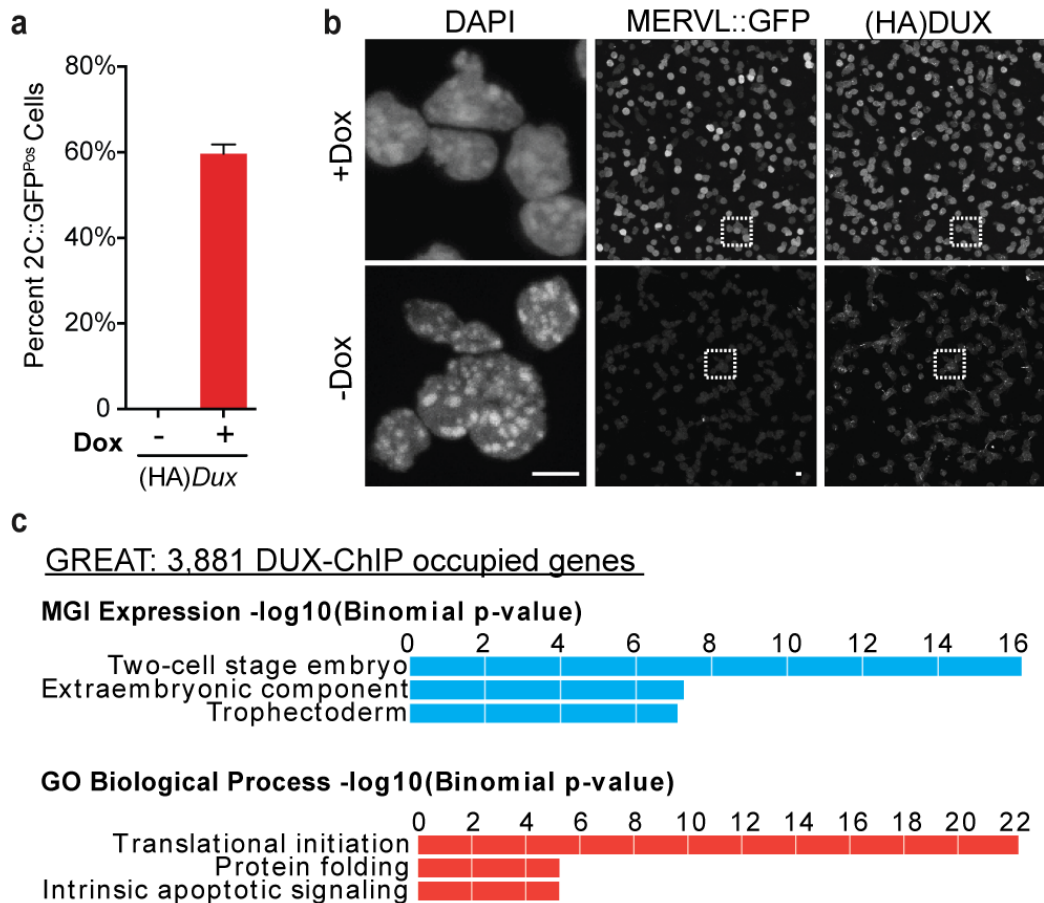 a
80%
60%
40%
20%
0
Percent 2C::GFPPos Cells
Dox - +
(HA)Dux
b
DAPI MERVL::GFP (HA)DUX
+Dox
-Dox
c
GREAT: 3,881 DUX-ChIP occupied genes
MGI Expression -log10(Binomial p-value)
0 2 4 6 8 10 12 14 16
Two-cell stage embryo
Extraembryonic component
Trophectoderm
GO Biological Process -log10(Binomial p-value)
0 2 4 6 8 10 12 14 16 18 20 22
Translational initiation
Protein folding
Intrinsic apoptotic signaling